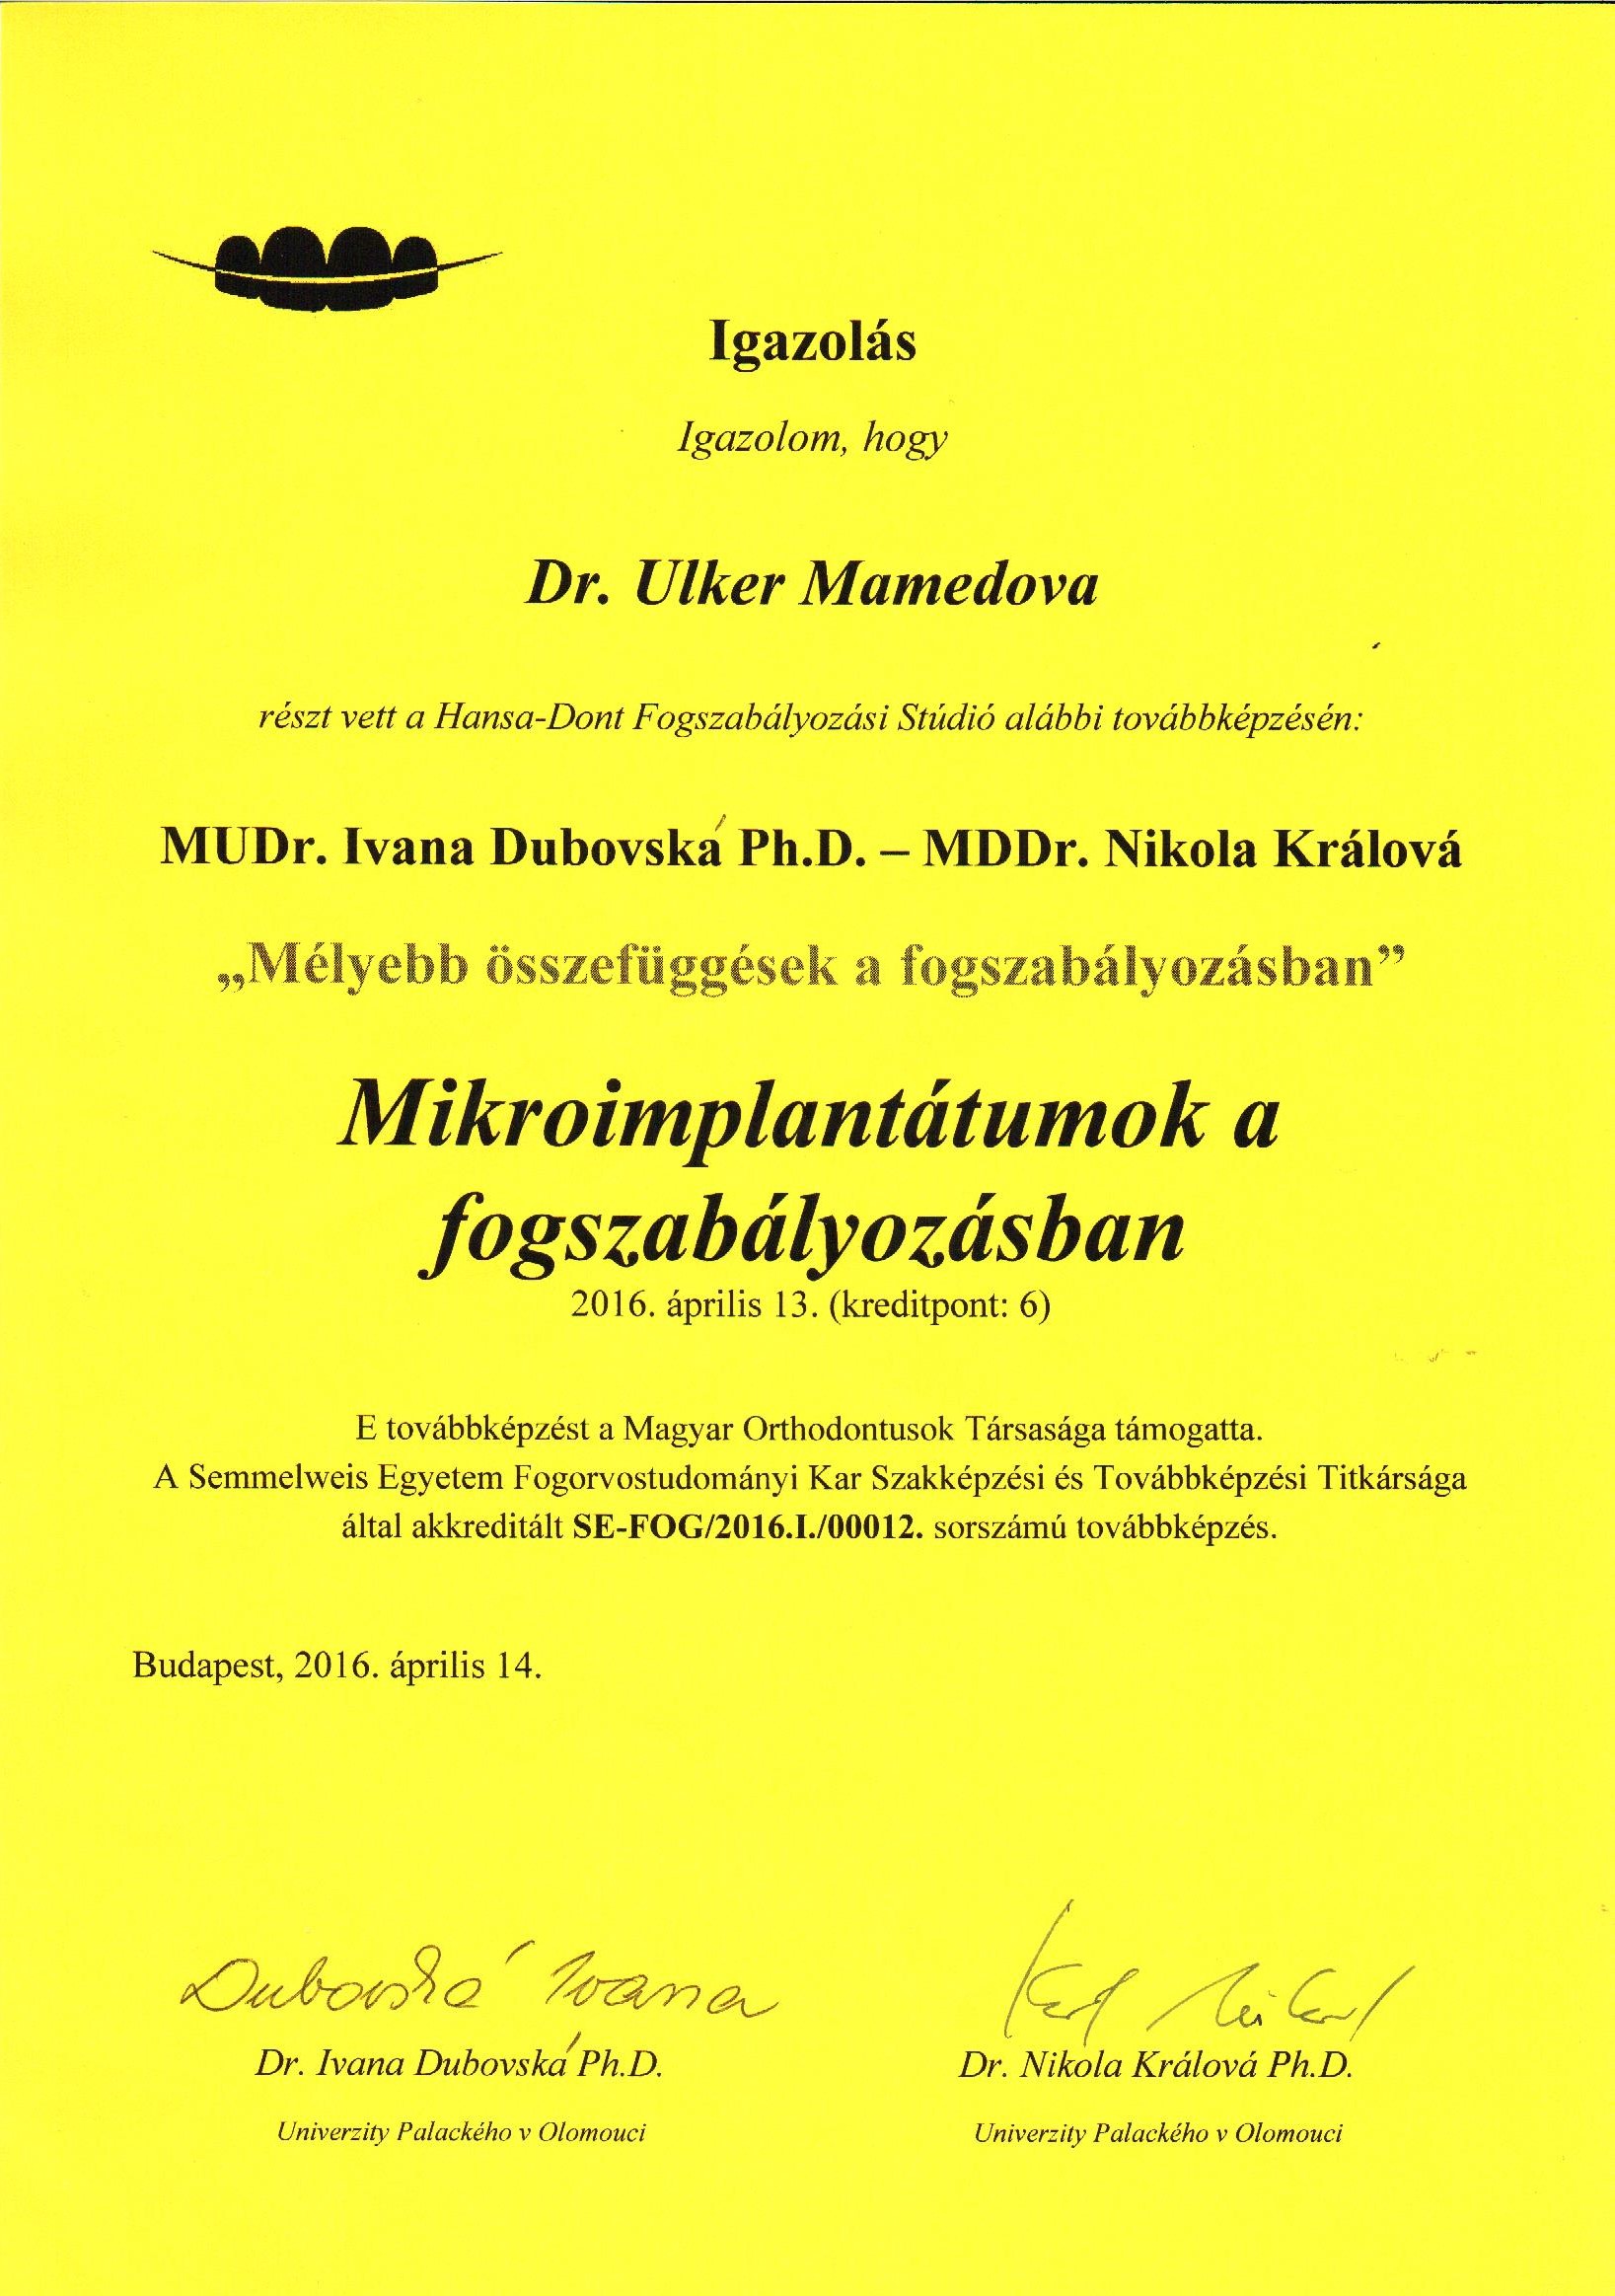 Igazolás
Igazolom, hogy
Dr. Ulker Mamedova
részt vett a Hansa-Dont Fogszabályozási Stúdió alábbi továbbképzésén:
MUDr. Ivana Dubovská Ph.D. – MDDr. Nikola Králová
„Mélyebb összefüggések a fogszabályozásban”
Mikroimplantátumok a
fogszabályozásban
2016. április 13. (kreditpont: 6)
E továbbképzést a Magyar Orthodontusok Társasága támogatta.
A Semmelweis Egyetem Fogorvostudományi Kar Szakképzési és Továbbképzési Titkársága
által akkreditált SE-FOG/2016.I./00012. sorszámú továbbképzés.
Budapest, 2016. április 14.
Dubovská Ivana
Dr. Ivana Dubovská Ph.D.
Dr. Nikola Králová Ph.D.
Univerzity Palackého v Olomouci
Univerzity Palackého v Olomouci